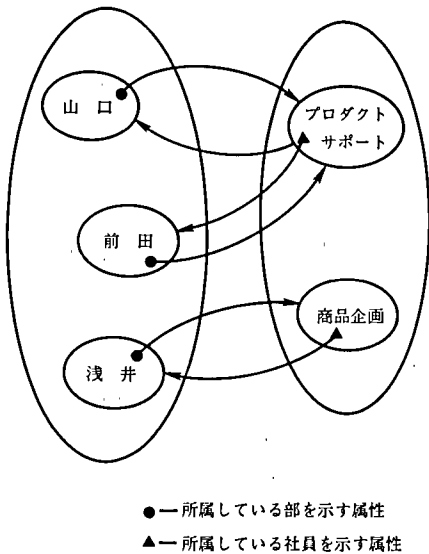 山口
プロダクト
サポート
前田
商品企画
浅井
●—所属している部を示す属性
▲—所属している社員を示す属性